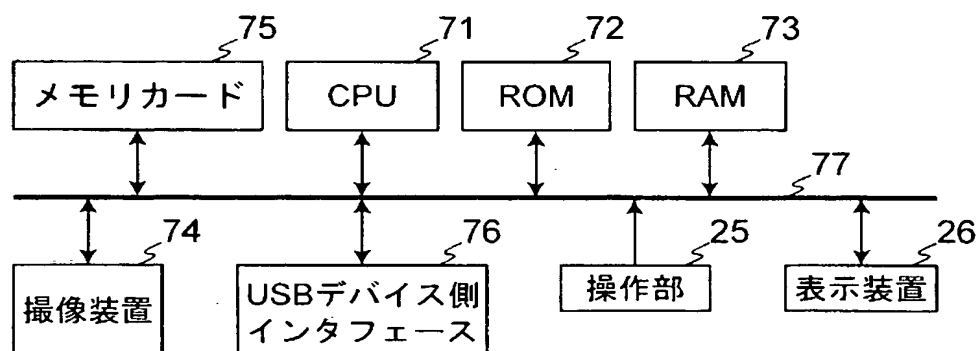 75
71
72
73
メモリカード
CPU
ROM
RAM
77
74
76
25
26
撮像装置
USBデバイス側
インタフェース
操作部
表示装置